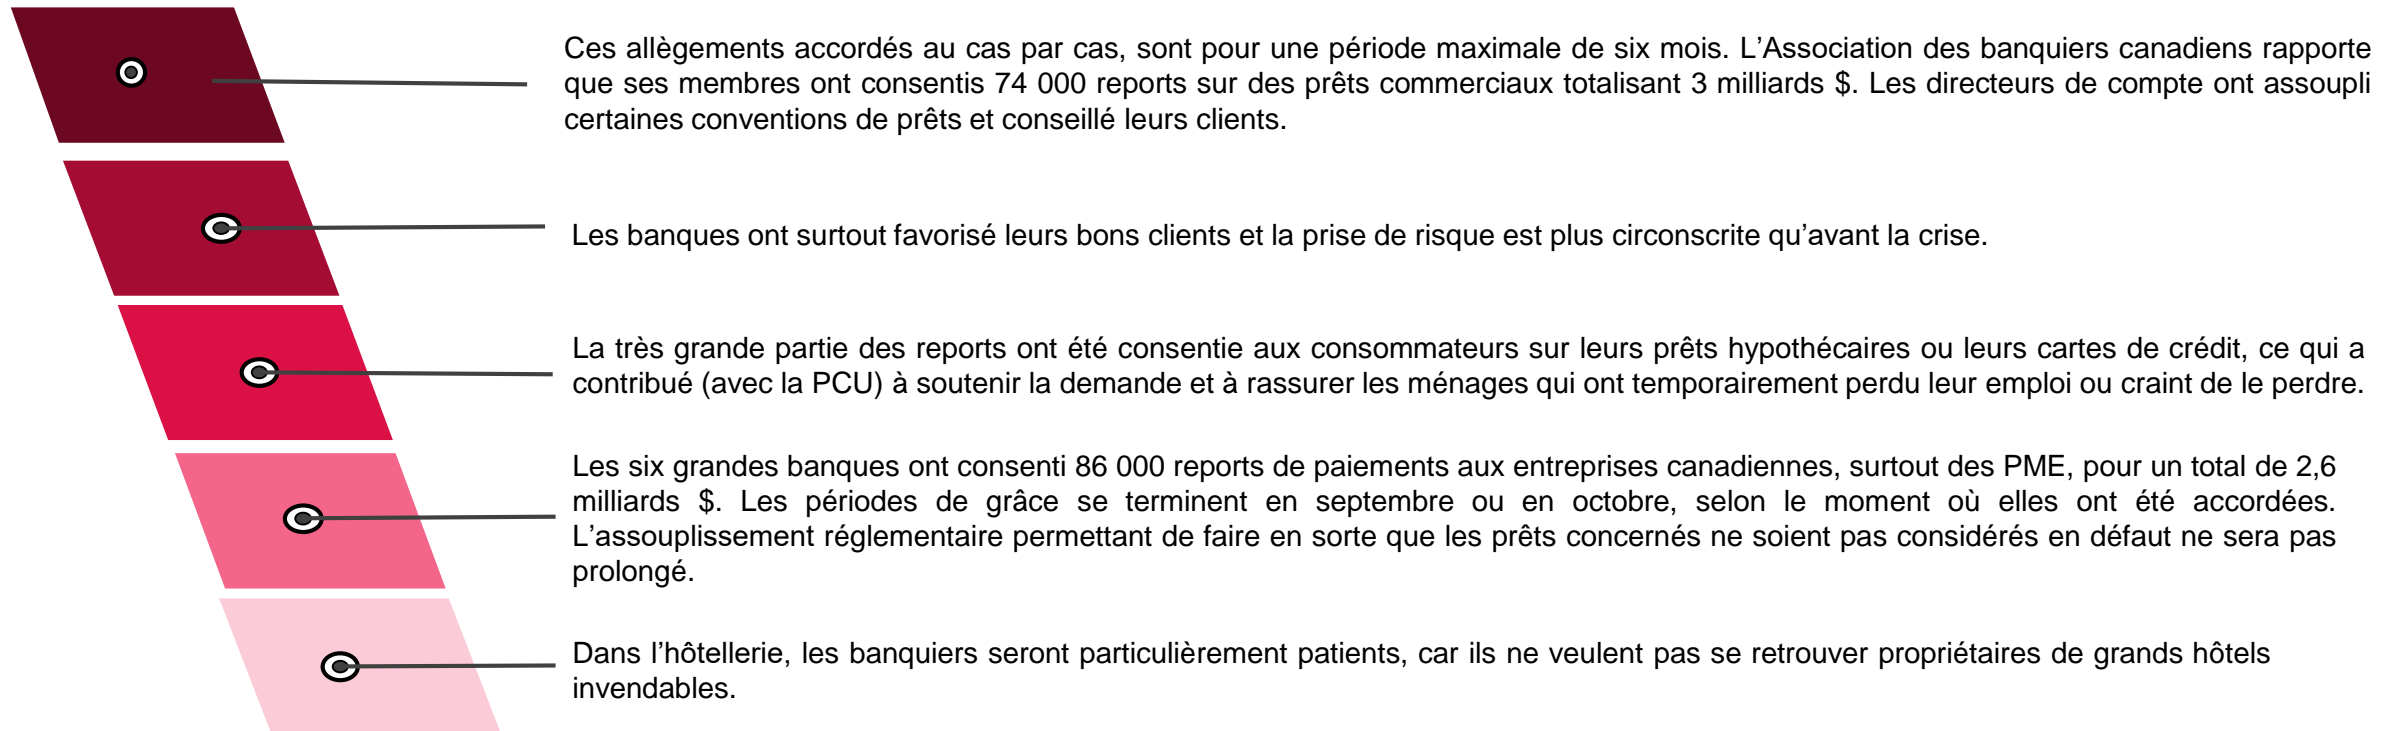 Ces allègements accordés au cas par cas, sont pour une période maximale de six mois. L’Association des banquiers canadiens rapporte
que ses membres ont consentis 74 000 reports sur des prêts commerciaux totalisant 3 milliards $. Les directeurs de compte ont assoupli
certaines conventions de prêts et conseillé leurs clients.
Les banques ont surtout favorisé leurs bons clients et la prise de risque est plus circonscrite qu’avant la crise.
La très grande partie des reports ont été consentie aux consommateurs sur leurs prêts hypothécaires ou leurs cartes de crédit, ce qui a
contribué (avec la PCU) à soutenir la demande et à rassurer les ménages qui ont temporairement perdu leur emploi ou craint de le perdre.
Les six grandes banques ont consenti 86 000 reports de paiements aux entreprises canadiennes, surtout des PME, pour un total de 2,6
milliards $. Les périodes de grâce se terminent en septembre ou en octobre, selon le moment où elles ont été accordées.
L’assouplissement réglementaire permettant de faire en sorte que les prêts concernés ne soient pas considérés en défaut ne sera pas
prolongé.
Dans l’hôtellerie, les banquiers seront particulièrement patients, car ils ne veulent pas se retrouver propriétaires de grands hôtels
invendables.